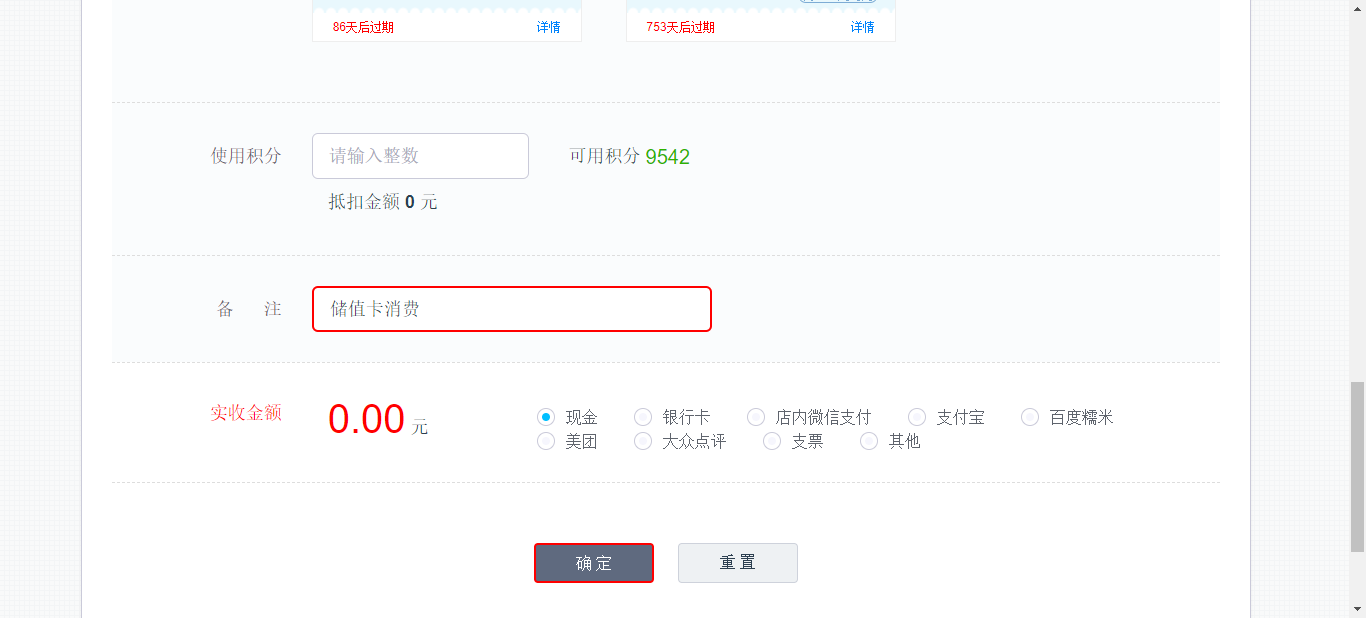 86天后过期 详情 753天后过期 详情
使用积分 请输入整数 可用积分 9542
抵扣金额 0 元
备 注 储值卡消费
实收金额 0.00 元 现金 银行卡 店内微信支付 支付宝 百度糯米
美团 大众点评 支票 其他
确定 重置